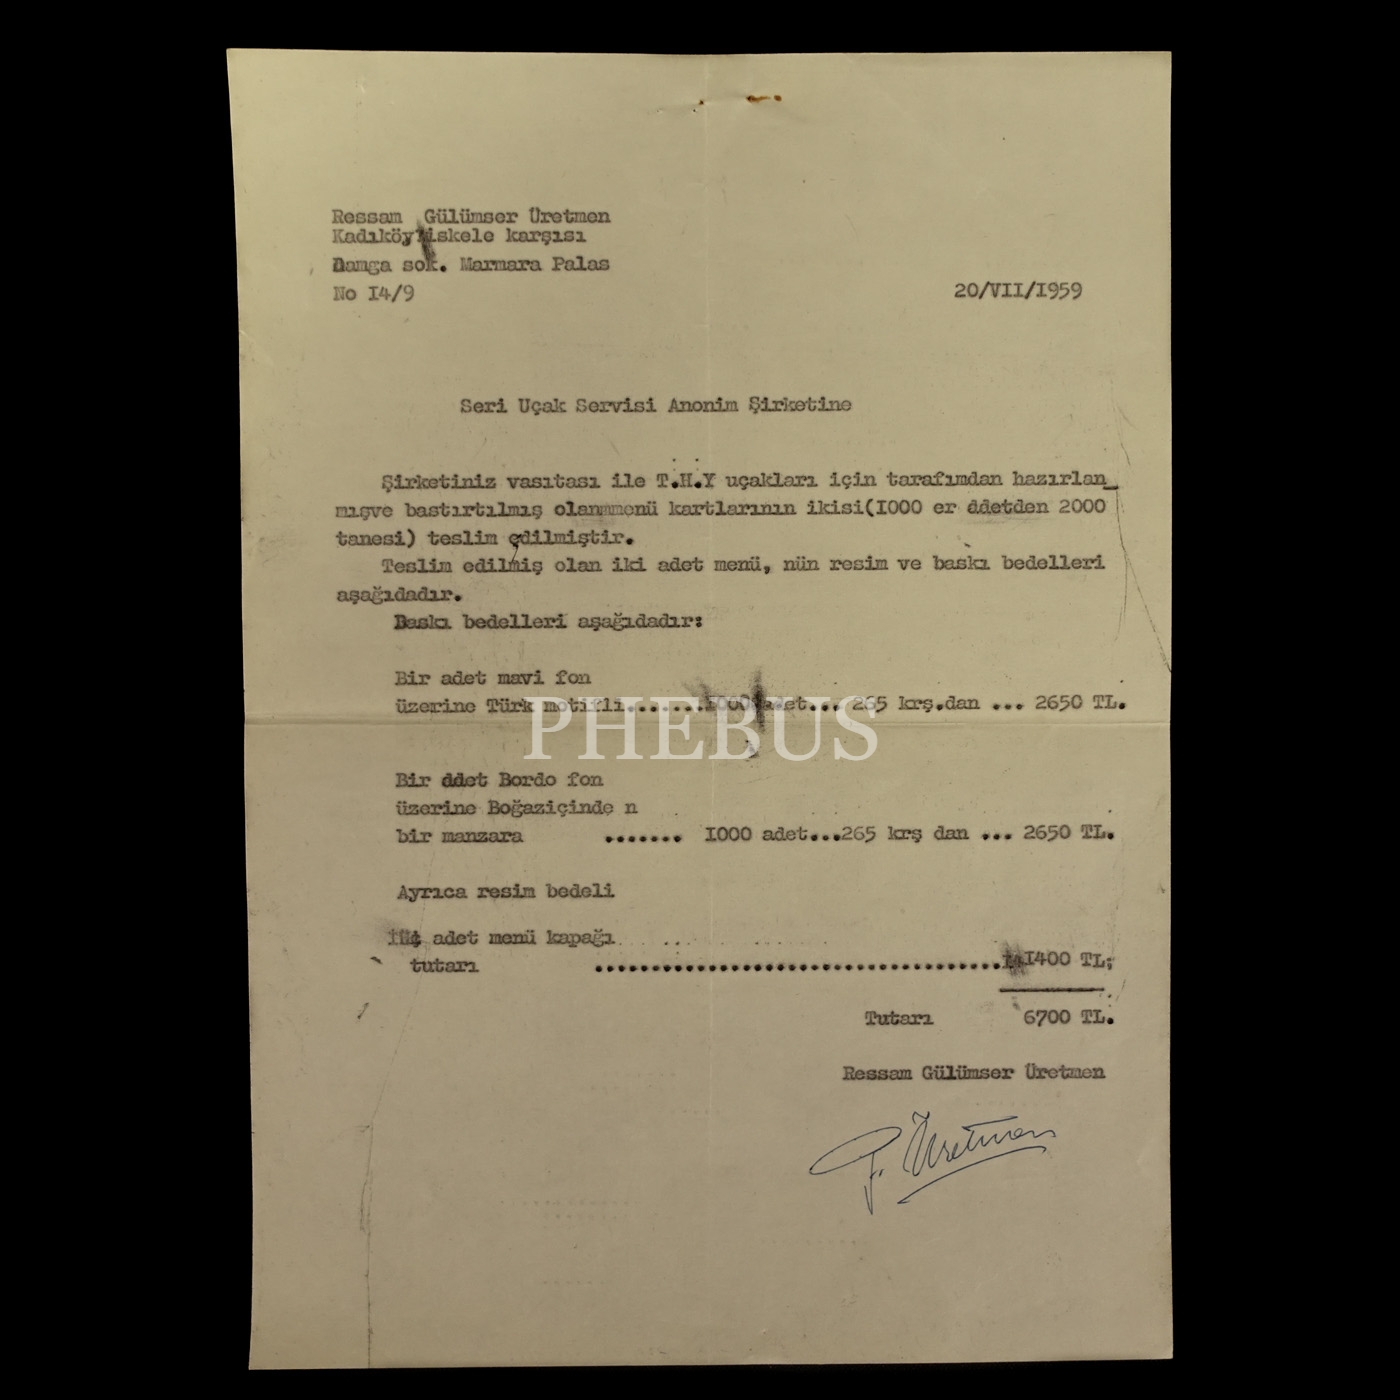 Ressam Gülümser Üretmen
Kadıköy iskele karşısı
Damga sok. Marmara Palas
No I4/9
20/VII/I959
Seri Uçak Servisi Anonim Şirketine
Şirketiniz vasıtası ile T.H.Y uçakları için tarafımdan hazırlan_
mışve bastırtılmış olan menü kartlarının ikisi(I000 er adetden 2000
tanesi) teslim edilmiştir.
Teslim edilmiş olan iki adet menü, nün resim ve baskı bedelleri
aşağıdadır.
Baskı bedelleri aşağıdadır:
Bir adet mavi fon
üzerine Türk motifli.......I000 adet... 265 krş.dan ... 2650 TL.
PHEBUS
Bir adet Bordo fon
üzerine Boğaziçinde n
bir manzara ....... I000 adet...265 krş dan ... 2650 TL.
Ayrıca resim bedeli
üç adet menü kapağı
tutarı .................................... I400 TL;
Tutarı 6700 TL.
Ressam Gülümser Üretmen
G. Üretmen